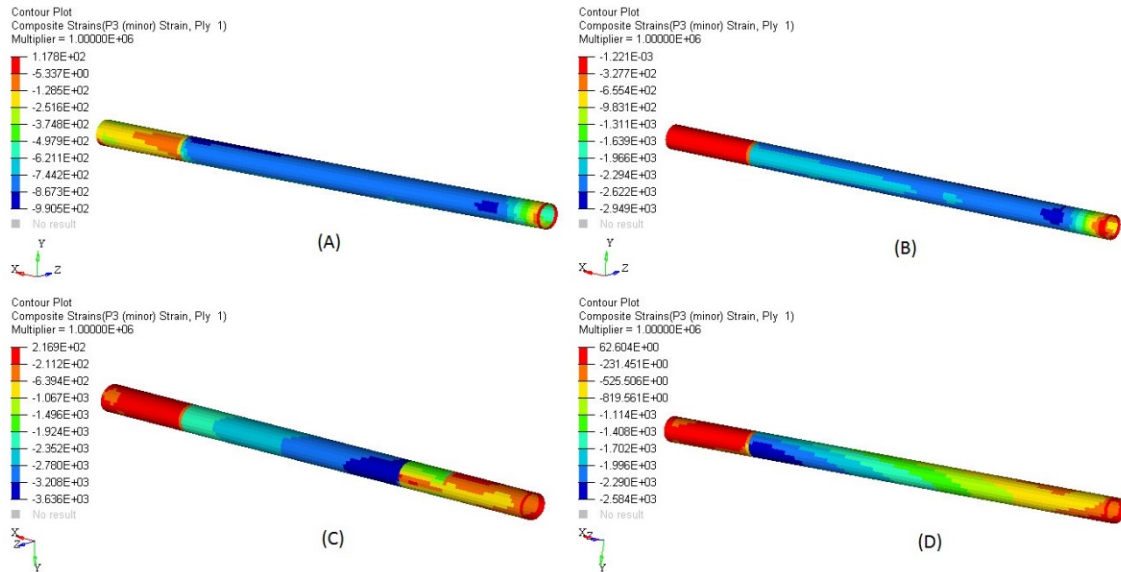 Contour Plot
Composite Strains(P3 (minor) Strain, Ply 1)
Multiplier = 1.00000E+06
1.178E+02
-5.337E+00
-1.285E+02
-2.516E+02
-3.748E+02
-4.979E+02
-6.211E+02
-7.442E+02
-8.673E+02
-9.905E+02
No result
Y
X
Z
(A)
Contour Plot
Composite Strains(P3 (minor) Strain, Ply 1)
Multiplier = 1.00000E+06
-1.221E-03
-3.277E+02
-6.554E+02
-9.831E+02
-1.311E+03
-1.639E+03
-1.966E+03
-2.294E+03
-2.622E+03
-2.949E+03
No result
Y
X
Z
(B)
Contour Plot
Composite Strains(P3 (minor) Strain, Ply 1)
Multiplier = 1.00000E+06
2.169E+02
-2.112E+02
-6.394E+02
-1.067E+03
-1.496E+03
-1.924E+03
-2.352E+03
-2.780E+03
-3.208E+03
-3.636E+03
No result
X
Z
Y
(C)
Contour Plot
Composite Strains(P3 (minor) Strain, Ply 1)
Multiplier = 1.00000E+06
62.604E+00
-231.451E+00
-525.506E+00
-819.561E+00
-1.114E+03
-1.408E+03
-1.702E+03
-1.996E+03
-2.290E+03
-2.584E+03
No result
X
Z
Y
(D)